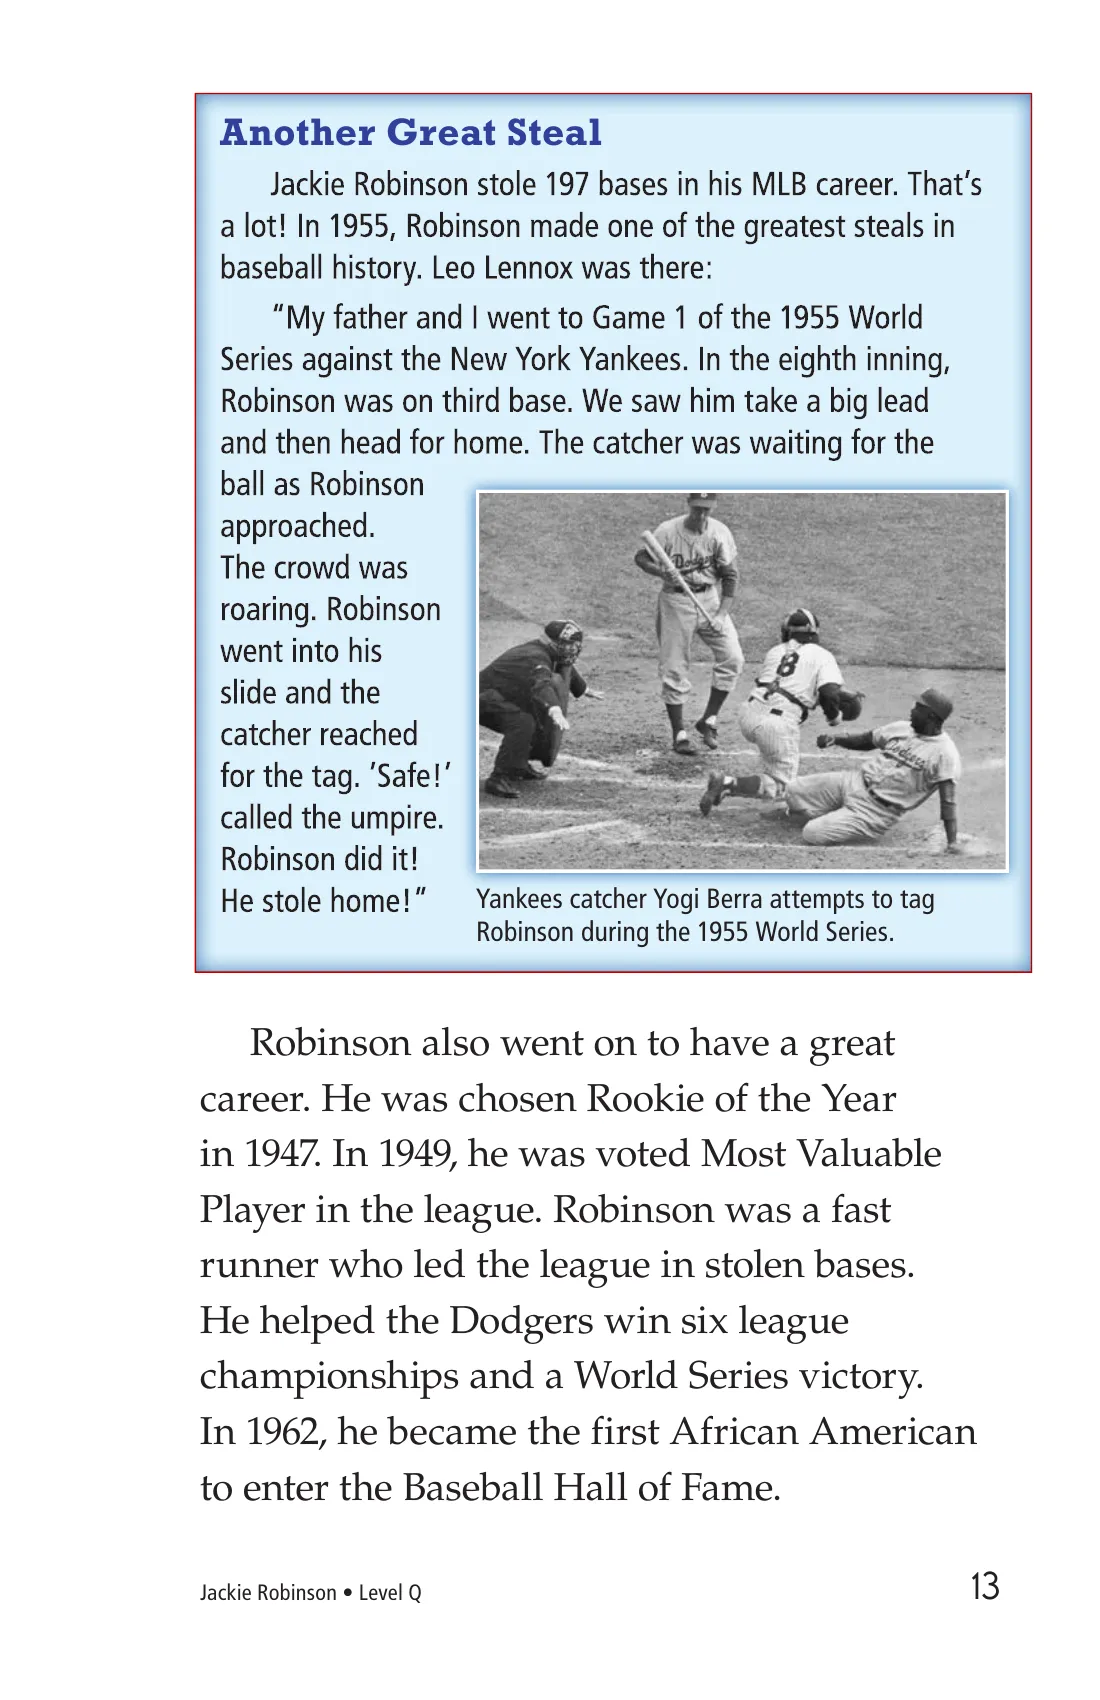 Another Great Steal
Jackie Robinson stole 197 bases in his MLB career. That’s
a lot! In 1955, Robinson made one of the greatest steals in
baseball history. Leo Lennox was there:
“My father and I went to Game 1 of the 1955 World
Series against the New York Yankees. In the eighth inning,
Robinson was on third base. We saw him take a big lead
and then head for home. The catcher was waiting for the
ball as Robinson
approached.
The crowd was
roaring. Robinson
went into his
slide and the
catcher reached
for the tag. ’Safe!’
called the umpire.
Robinson did it!
He stole home!”
Dodgers
8
Dodgers
Yankees catcher Yogi Berra attempts to tag
Robinson during the 1955 World Series.
Robinson also went on to have a great
career. He was chosen Rookie of the Year
in 1947. In 1949, he was voted Most Valuable
Player in the league. Robinson was a fast
runner who led the league in stolen bases.
He helped the Dodgers win six league
championships and a World Series victory.
In 1962, he became the first African American
to enter the Baseball Hall of Fame.
Jackie Robinson • Level Q
13